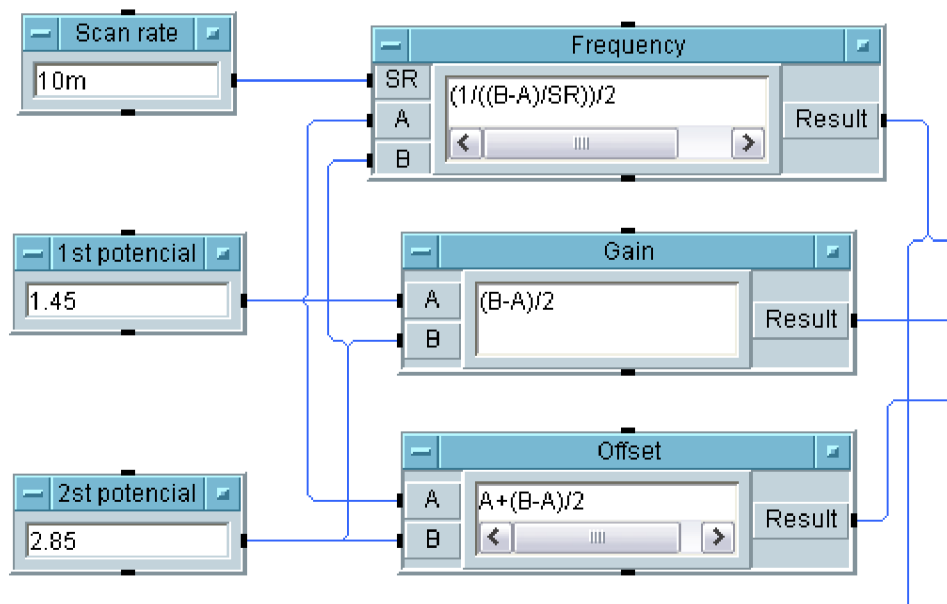 Scan rate
10m
Frequency
SR
A
B
(1/((B-A)/SR))/2
Result
1st potencial
1.45
Gain
A
B
(B-A)/2
Result
2st potencial
2.85
Offset
A
B
A+(B-A)/2
Result